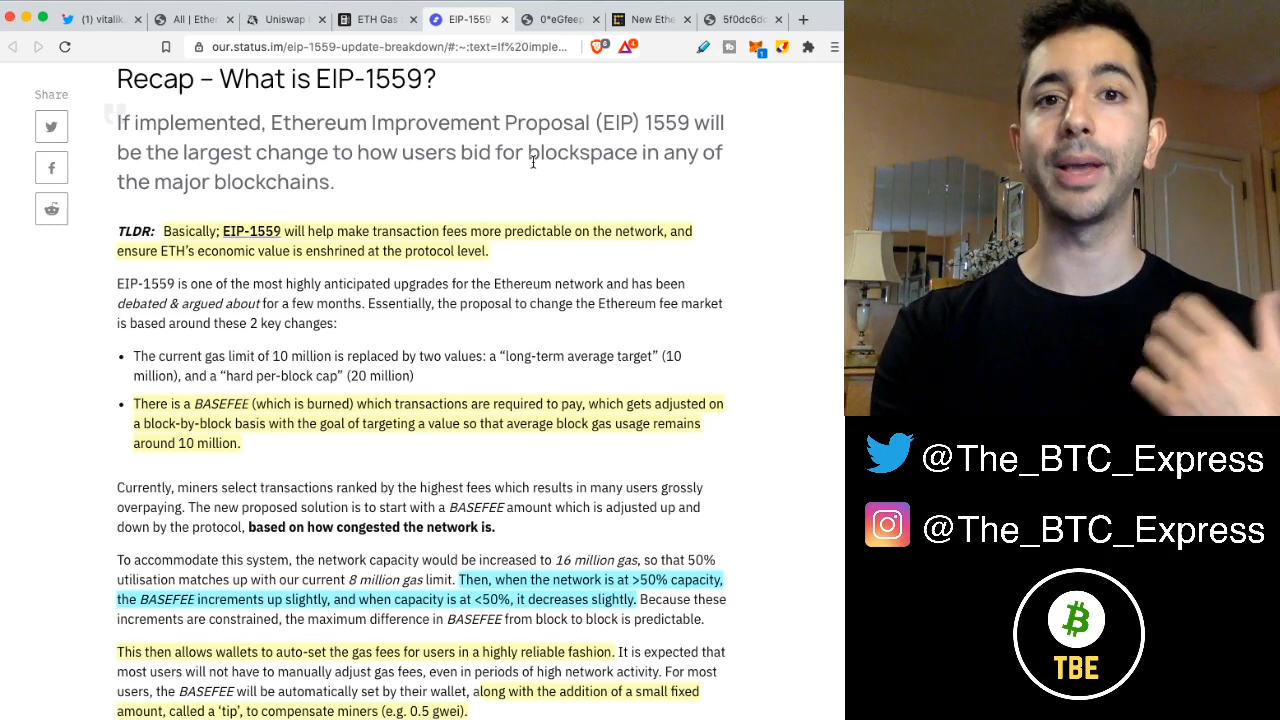 (1) vitalik
All | Ether
Uniswap
ETH Gas
EIP-1559
0*eGfeep
New Ethe
5f0dc6dc
our.status.im/eip-1559-update-breakdown/#:~:text=If%20imple...
6
4
1
Share
Recap – What is EIP-1559?
If implemented, Ethereum Improvement Proposal (EIP) 1559 will
be the largest change to how users bid for blockspace in any of
the major blockchains.
TLDR: Basically; EIP-1559 will help make transaction fees more predictable on the network, and
ensure ETH’s economic value is enshrined at the protocol level.
EIP-1559 is one of the most highly anticipated upgrades for the Ethereum network and has been
debated & argued about for a few months. Essentially, the proposal to change the Ethereum fee market
is based around these 2 key changes:
• The current gas limit of 10 million is replaced by two values: a “long-term average target” (10
million), and a “hard per-block cap” (20 million)
• There is a BASEFEE (which is burned) which transactions are required to pay, which gets adjusted on
a block-by-block basis with the goal of targeting a value so that average block gas usage remains
around 10 million.
Currently, miners select transactions ranked by the highest fees which results in many users grossly
overpaying. The new proposed solution is to start with a BASEFEE amount which is adjusted up and
down by the protocol, based on how congested the network is.
To accommodate this system, the network capacity would be increased to 16 million gas, so that 50%
utilisation matches up with our current 8 million gas limit. Then, when the network is at >50% capacity,
the BASEFEE increments up slightly, and when capacity is at <50%, it decreases slightly. Because these
increments are constrained, the maximum difference in BASEFEE from block to block is predictable.
This then allows wallets to auto-set the gas fees for users in a highly reliable fashion. It is expected that
most users will not have to manually adjust gas fees, even in periods of high network activity. For most
users, the BASEFEE will be automatically set by their wallet, along with the addition of a small fixed
amount, called a ‘tip’, to compensate miners (e.g. 0.5 gwei).
@The_BTC_Express
@The_BTC_Express
TBE